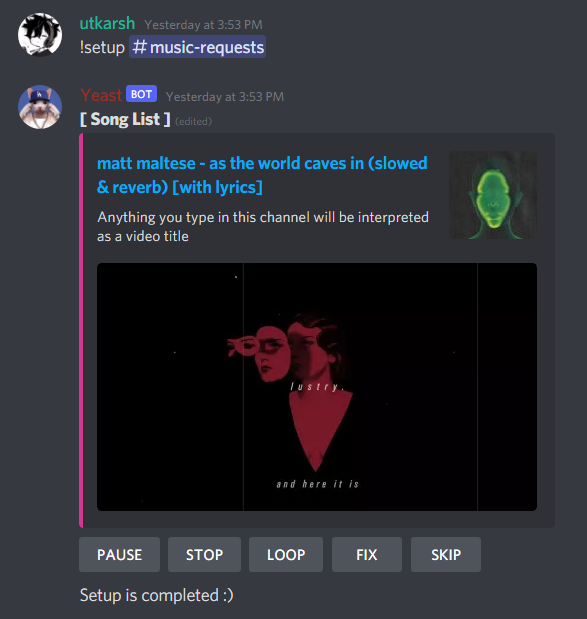 utkarsh Yesterday at 3:53 PM
!setup #music-requests
Yeast BOT Yesterday at 3:53 PM
[ Song List ] (edited)
matt maltese - as the world caves in (slowed
& reverb) [with lyrics]
Anything you type in this channel will be interpreted
as a video title
lustry.
and here it is
PAUSE STOP LOOP FIX SKIP
Setup is completed :)